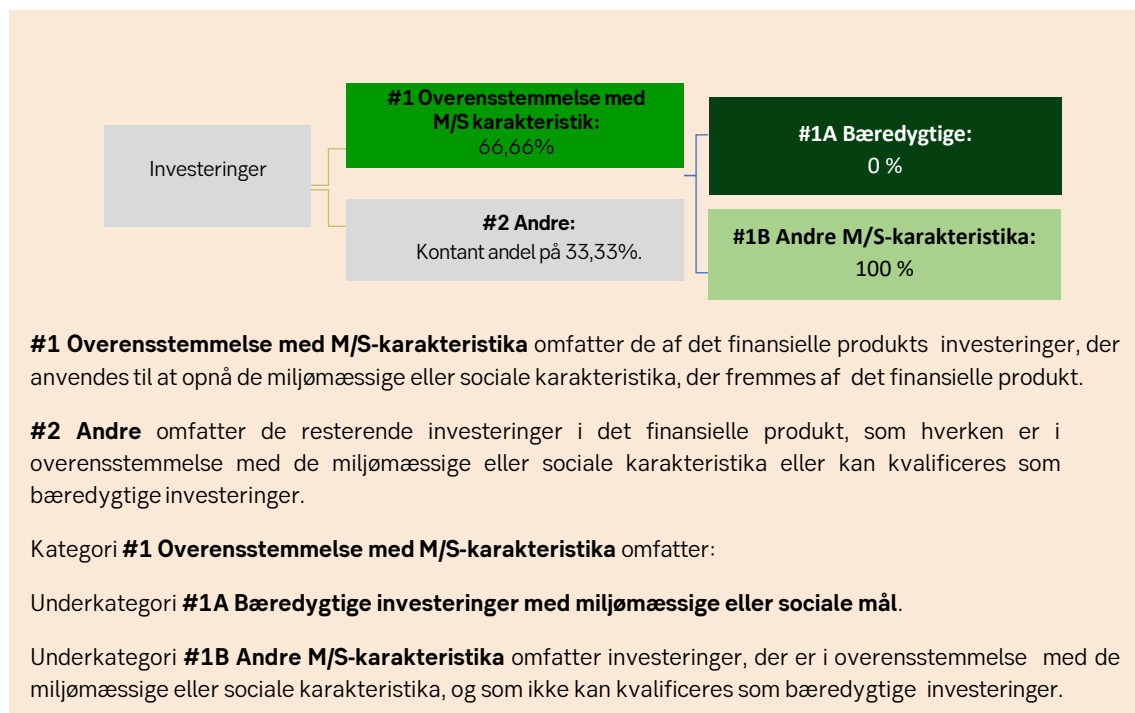 Investeringer
#1 Overensstemmelse med
M/S karakteristik:
66,66%
#2 Andre:
Kontant andel på 33,33%.
#1A Bæredygtige:
0 %
#1B Andre M/S-karakteristika:
100 %
#1 Overensstemmelse med M/S-karakteristika omfatter de af det finansielle produkts investeringer, der
anvendes til at opnå de miljømæssige eller sociale karakteristika, der fremmes af det finansielle produkt.
#2 Andre omfatter de resterende investeringer i det finansielle produkt, som hverken er i
overensstemmelse med de miljømæssige eller sociale karakteristika eller kan kvalificeres som
bæredygtige investeringer.
Kategori #1 Overensstemmelse med M/S-karakteristika omfatter:
Underkategori #1A Bæredygtige investeringer med miljømæssige eller sociale mål.
Underkategori #1B Andre M/S-karakteristika omfatter investeringer, der er i overensstemmelse med de
miljømæssige eller sociale karakteristika, og som ikke kan kvalificeres som bæredygtige investeringer.